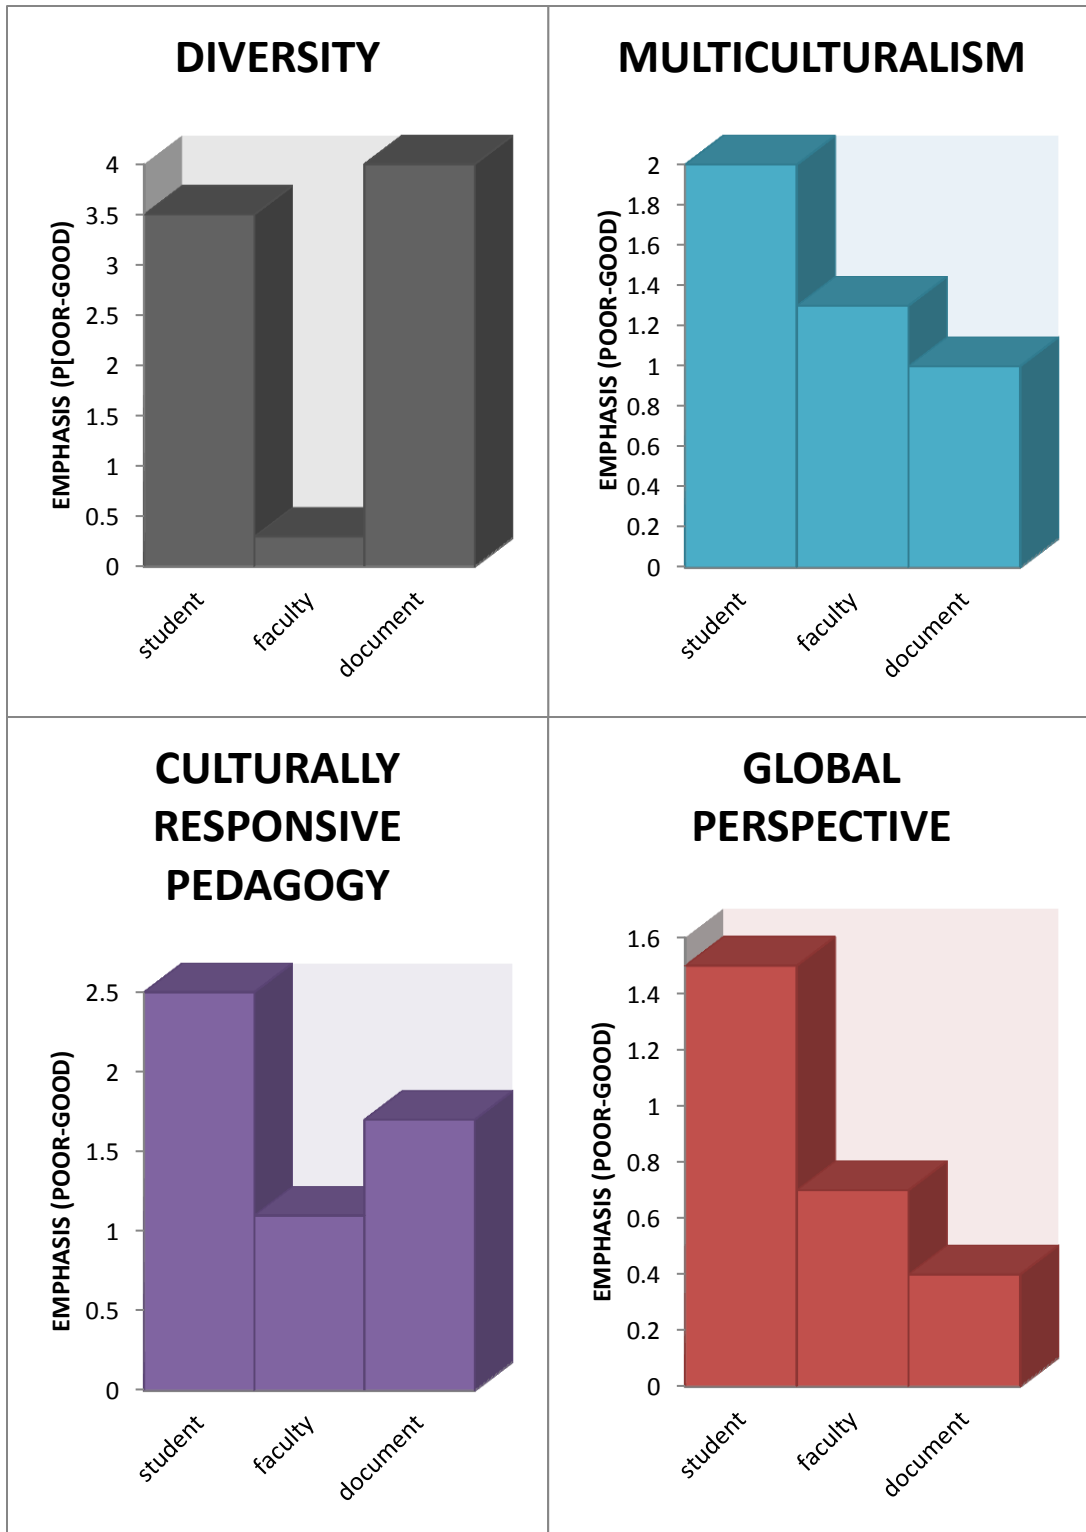 DIVERSITY
EMPHASIS (P[OOR-GOOD)
4
3.5
3
2.5
2
1.5
1
0.5
0
student
faculty
document
MULTICULTURALISM
EMPHASIS (POOR-GOOD)
2
1.8
1.6
1.4
1.2
1
0.8
0.6
0.4
0.2
0
student
faculty
document
CULTURALLY
RESPONSIVE
PEDAGOGY
EMPHASIS (POOR-GOOD)
2.5
2
1.5
1
0.5
0
student
faculty
document
GLOBAL
PERSPECTIVE
EMPHASIS (POOR-GOOD)
1.6
1.4
1.2
1
0.8
0.6
0.4
0.2
0
student
faculty
document